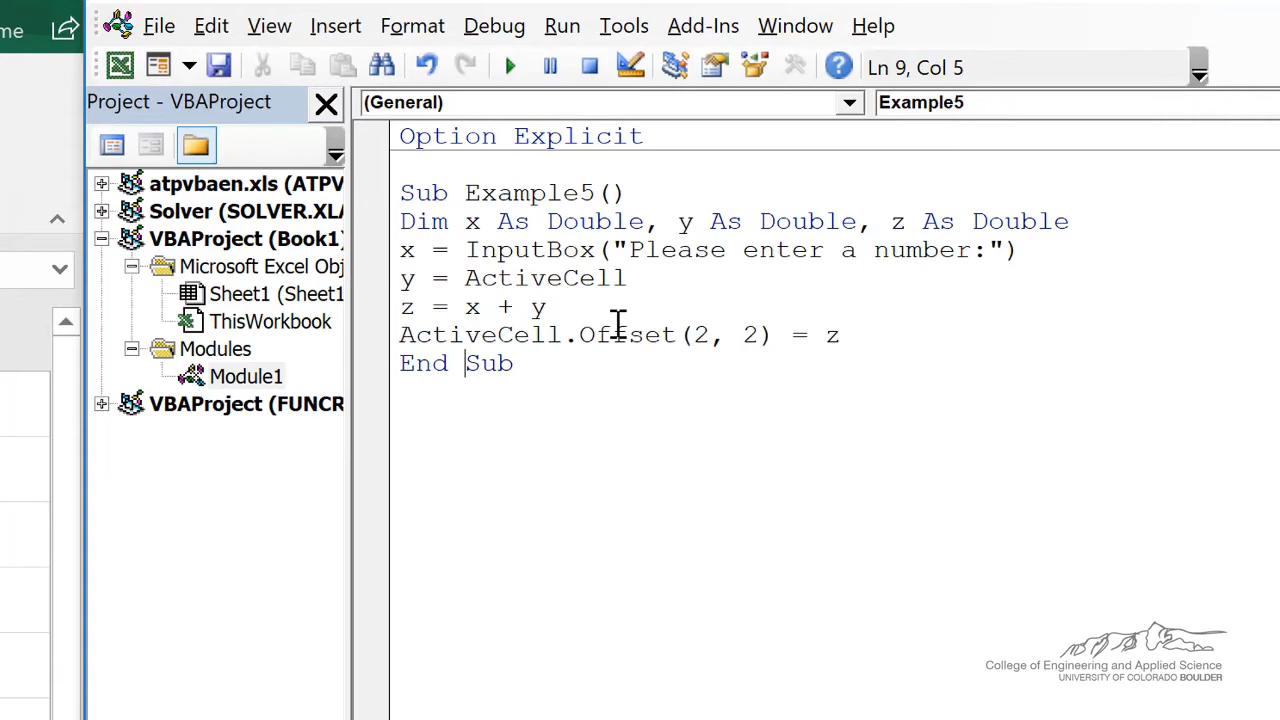 me
File Edit View Insert Format Debug Run Tools Add-Ins Window Help
Ln 9, Col 5
Project - VBAProject
(General)
Example5
atpvbaen.xls (ATPV
Solver (SOLVER.XLA
VBAProject (Book1)
Microsoft Excel Obj
Sheet1 (Sheet1
ThisWorkbook
Modules
Module1
VBAProject (FUNCR
Option Explicit
Sub Example5()
Dim x As Double, y As Double, z As Double
x = InputBox("Please enter a number:")
y = ActiveCell
z = x + y
ActiveCell.Offset(2, 2) = z
End Sub
College of Engineering and Applied Science
UNIVERSITY OF COLORADO BOULDER